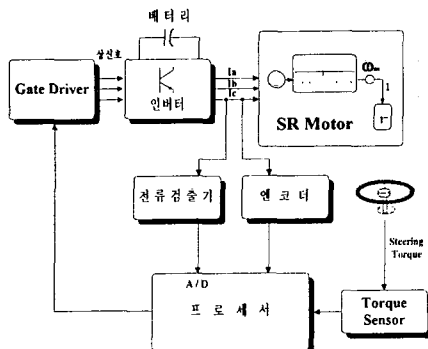 배터리
상신호
Gate Driver
인버터
Ia
Ib
Ic
SR Motor
전류검출기
엔코더
Steering
Torque
A/D
프로세서
Torque
Sensor